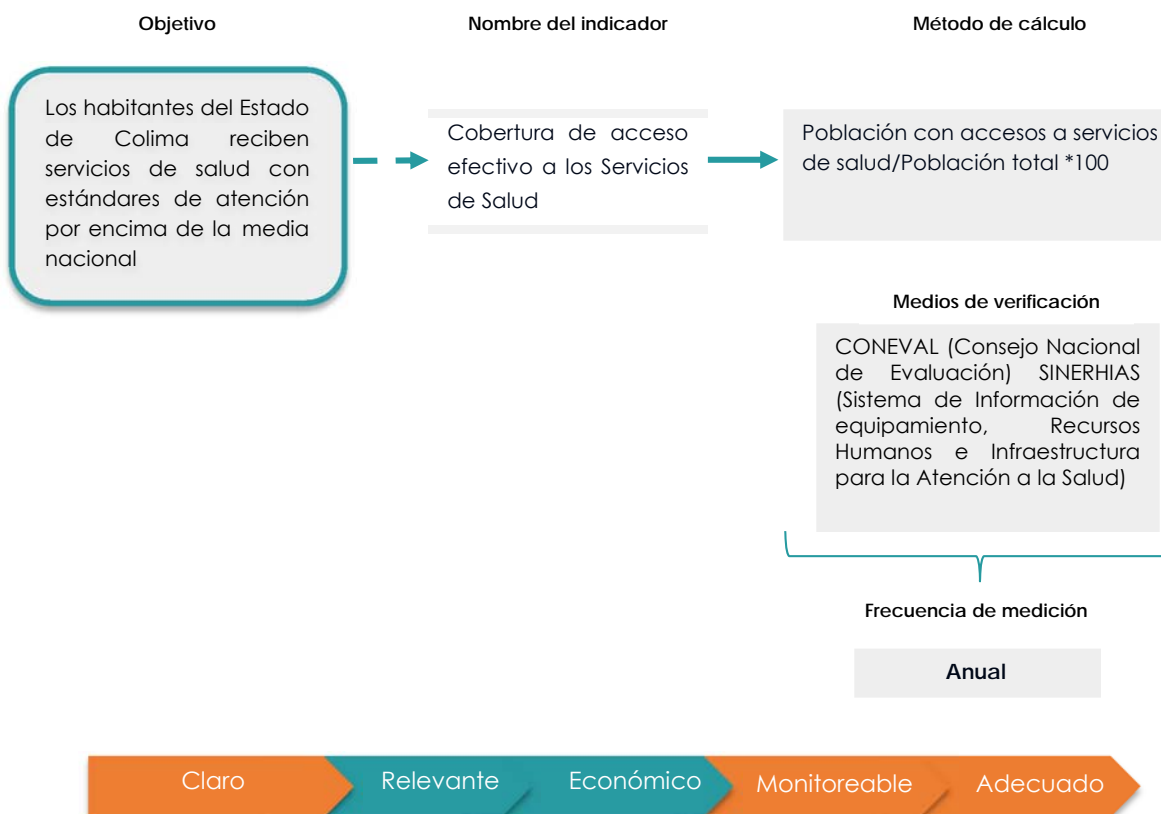 Objetivo
Nombre del indicador
Método de cálculo
Los habitantes del Estado
de Colima reciben
servicios de salud con
estándares de atención
por encima de la media
nacional
Cobertura de acceso
efectivo a los Servicios
de Salud
Población con accesos a servicios
de salud/Población total *100
Medios de verificación
CONEVAL (Consejo Nacional
de Evaluación) SINERHIAS
(Sistema de Información de
equipamiento, Recursos
Humanos e Infraestructura
para la Atención a la Salud)
Frecuencia de medición
Anual
Claro
Relevante
Económico
Monitoreable
Adecuado